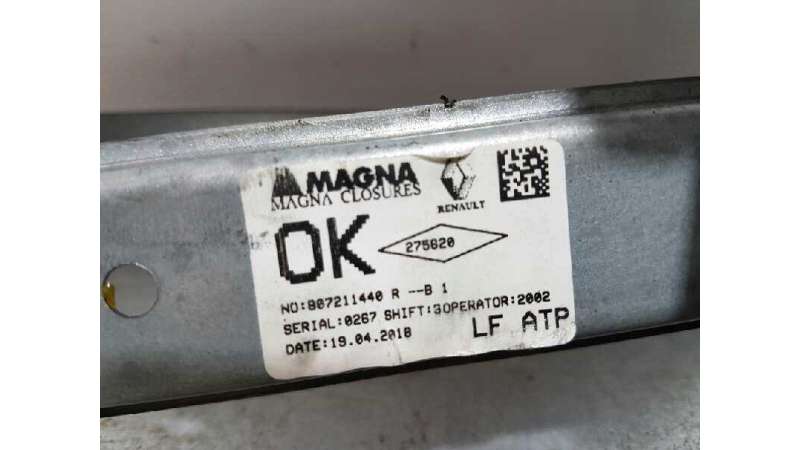 MAGNA
MAGNA CLOSURES
RENAULT
OK
275620
NO:807211440 R --B 1
SERIAL:0267 SHIFT:3OPERATOR:2002
DATE:19.04.2018
LF ATP